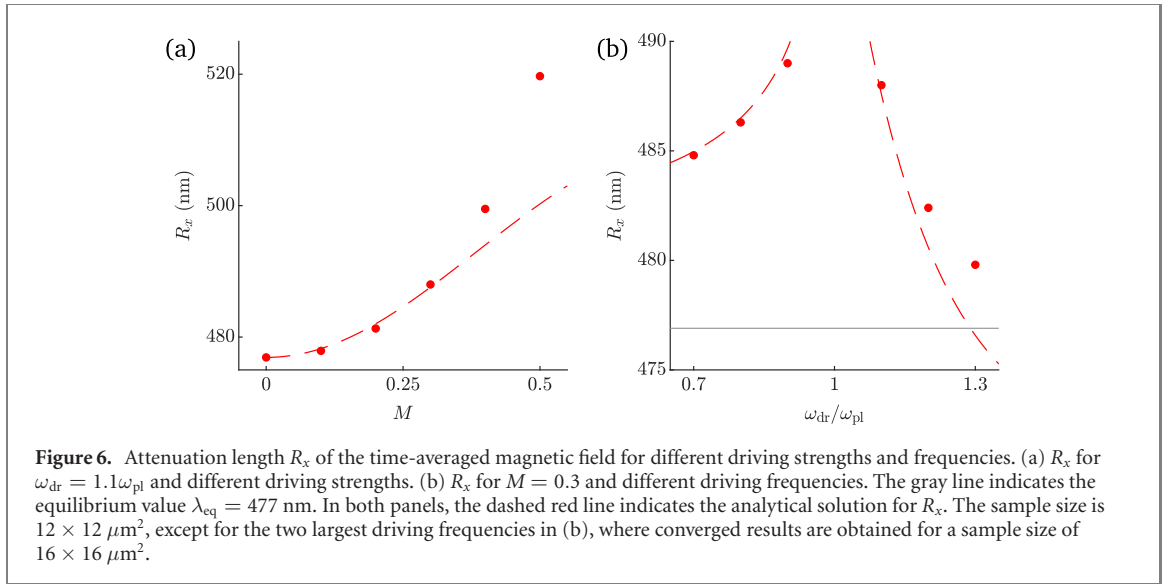 (a)
520
500
480
R_x (nm)
0
0.25
0.5
M
(b)
490
485
480
475
R_x (nm)
0.7
1
1.3
ω_dr/ω_pl
Figure 6. Attenuation length R_x of the time-averaged magnetic field for different driving strengths and frequencies. (a) R_x for
ω_dr = 1.1ω_pl and different driving strengths. (b) R_x for M = 0.3 and different driving frequencies. The gray line indicates the
equilibrium value λ_eq = 477 nm. In both panels, the dashed red line indicates the analytical solution for R_x. The sample size is
12 × 12 μm², except for the two largest driving frequencies in (b), where converged results are obtained for a sample size of
16 × 16 μm².